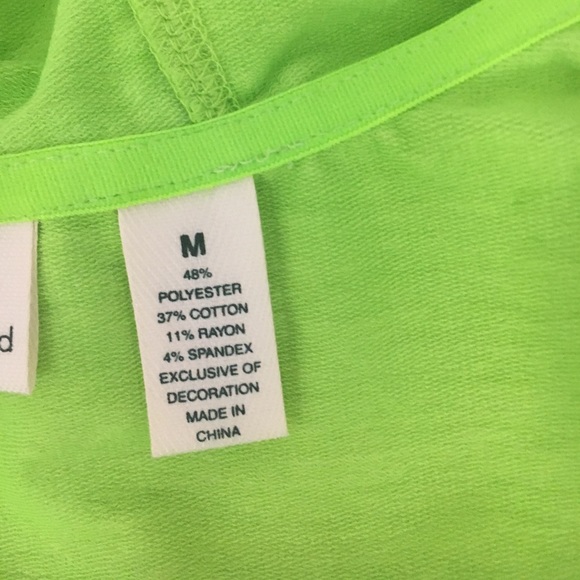 M
48%
POLYESTER
37% COTTON
11% RAYON
4% SPANDEX
EXCLUSIVE OF
DECORATION
MADE IN
CHINA
d